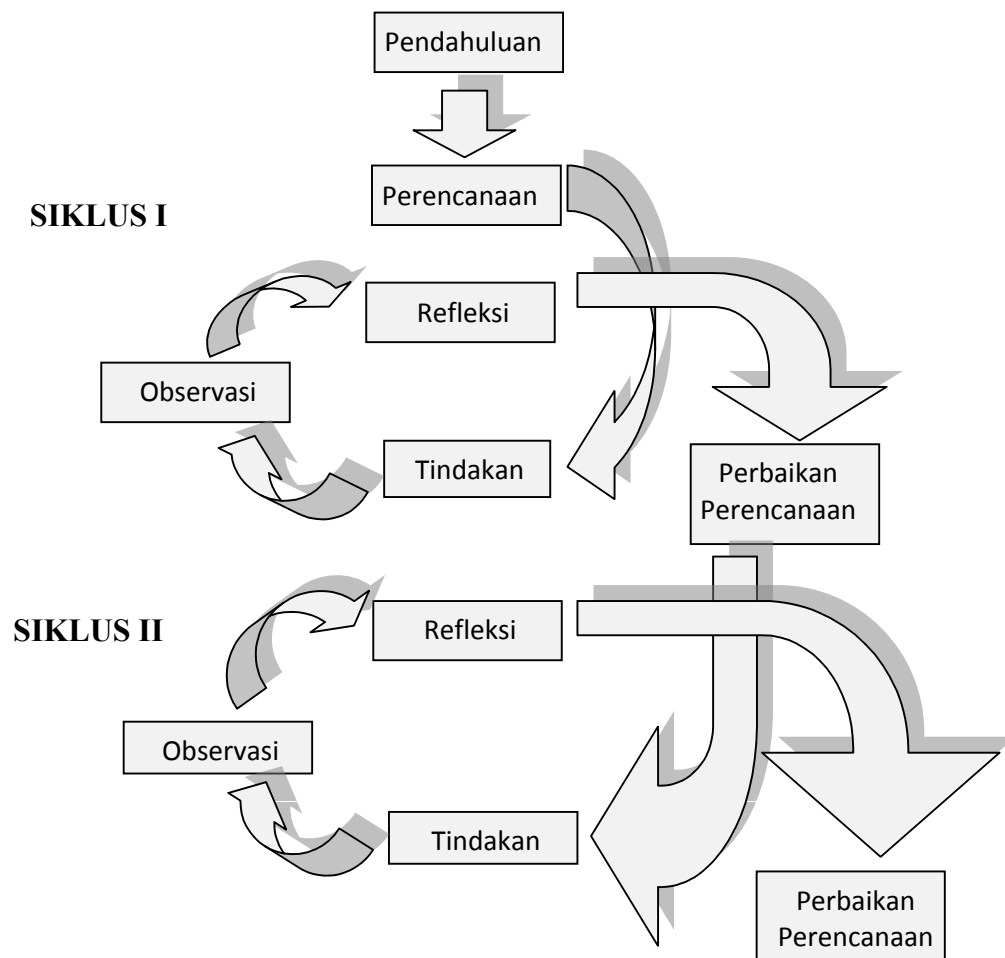 Pendahuluan
Perencanaan
SIKLUS I
Refleksi
Observasi
Tindakan
Perbaikan
Perencanaan
SIKLUS II
Refleksi
Observasi
Tindakan
Perbaikan
Perencanaan